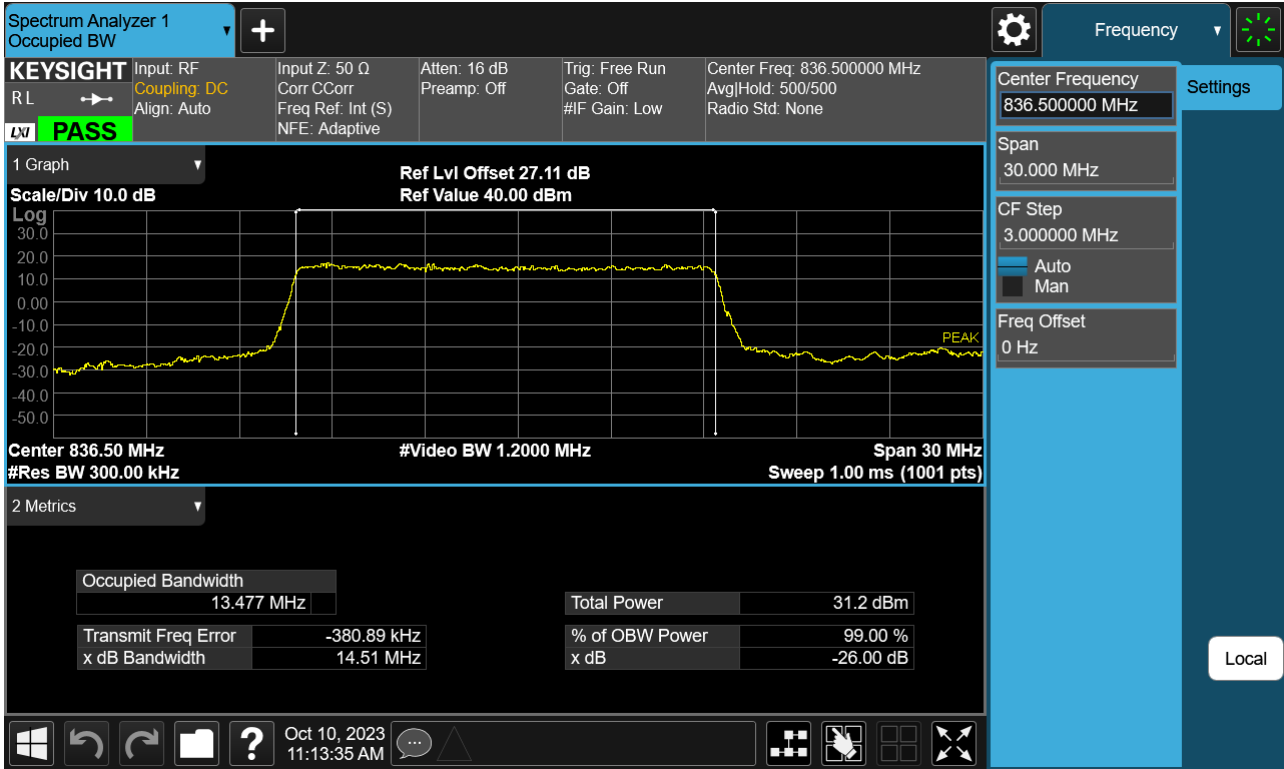 Spectrum Analyzer 1
Occupied BW
Frequency
KEYSIGHT
R L
LXI
PASS
Input: RF
Coupling: DC
Align: Auto
Input Z: 50 Ω
Corr CCorr
Freq Ref: Int (S)
NFE: Adaptive
Atten: 16 dB
Preamp: Off
Trig: Free Run
Gate: Off
#IF Gain: Low
Center Freq: 836.500000 MHz
Avg|Hold: 500/500
Radio Std: None
Center Frequency
836.500000 MHz
Settings
Span
30.000 MHz
CF Step
3.000000 MHz
Auto
Man
Freq Offset
0 Hz
Local
1 Graph
Ref Lvl Offset 27.11 dB
Scale/Div 10.0 dB
Ref Value 40.00 dBm
Log
30.0
20.0
10.0
0.00
-10.0
-20.0
-30.0
-40.0
-50.0
PEAK
Center 836.50 MHz
#Video BW 1.2000 MHz
Span 30 MHz
#Res BW 300.00 kHz
Sweep 1.00 ms (1001 pts)
2 Metrics
Occupied Bandwidth
13.477 MHz
Total Power 31.2 dBm
Transmit Freq Error -380.89 kHz
% of OBW Power 99.00 %
x dB Bandwidth 14.51 MHz
x dB -26.00 dB
?
Oct 10, 2023
11:13:35 AM